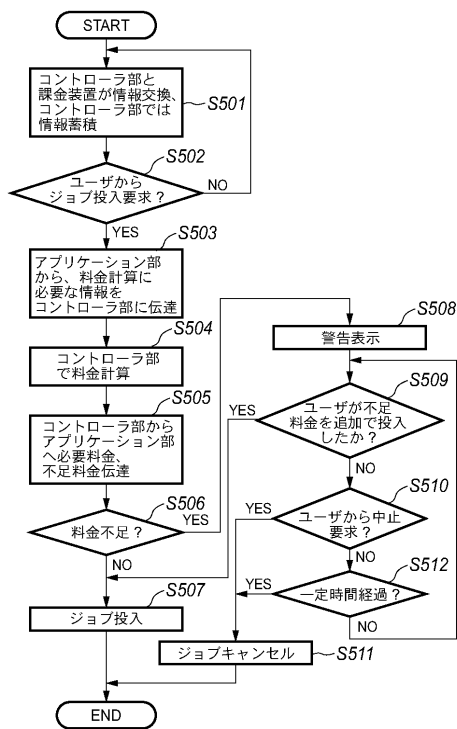 START
コントローラ部と
課金装置が情報交換、
コントローラ部では
情報蓄積
S501
S502
ユーザから
ジョブ投入要求？
NO
YES
S503
アプリケーション部
から、料金計算に
必要な情報を
コントローラ部に伝達
S504
コントローラ部
で料金計算
S505
コントローラ部から
アプリケーション部
へ必要料金、
不足料金伝達
S506
料金不足？
YES
NO
S507
ジョブ投入
END
S508
警告表示
S509
ユーザが不足
料金を追加で投入
したか？
YES
NO
S510
ユーザから中止
要求？
YES
NO
S512
一定時間経過？
YES
NO
ジョブキャンセル
S511